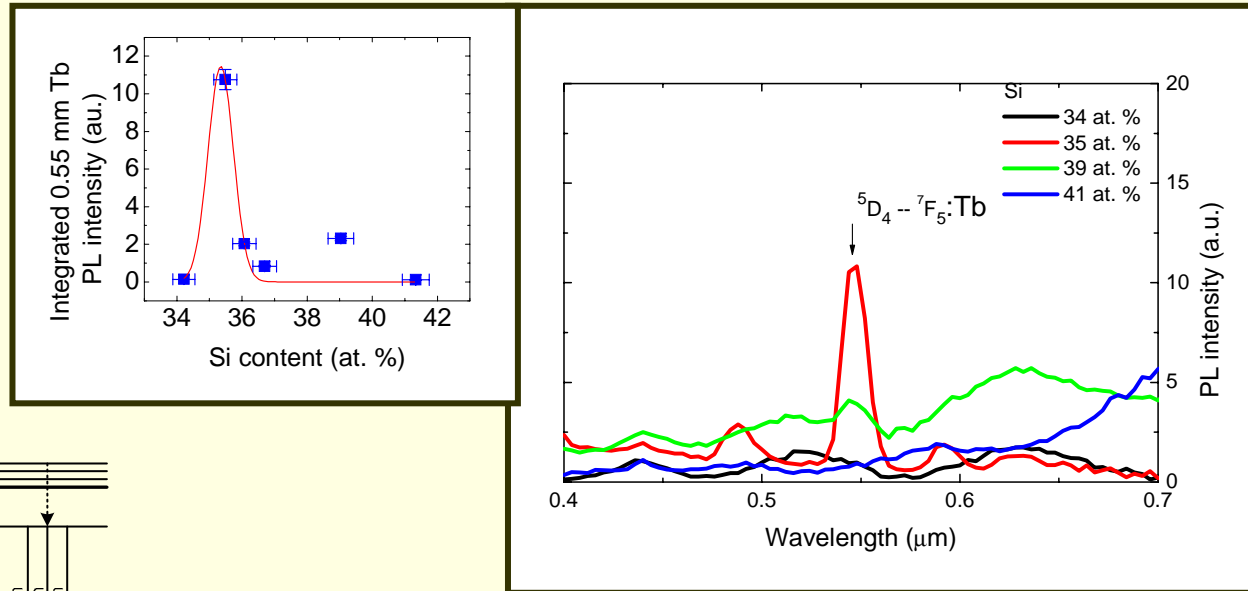 Integrated 0.55 mm Tb
PL intensity (au.)
12
10
8
6
4
2
0
34 36 38 40 42
Si content (at. %)
Si
34 at. %
35 at. %
39 at. %
41 at. %
⁵D₄ -- ⁷F₅:Tb
20
15
10
5
0
PL intensity (a.u.)
0.4 0.5 0.6 0.7
Wavelength (μm)